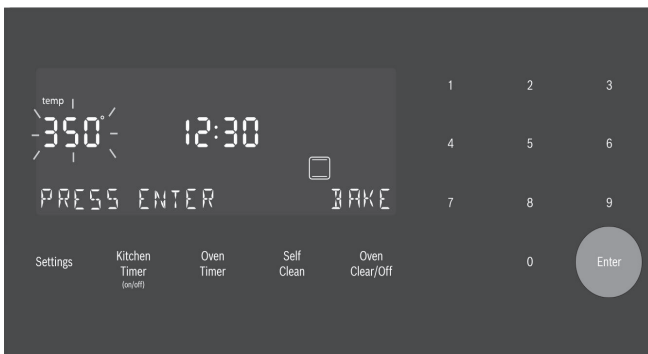 temp
350° 12:30
PRESS ENTER BAKE
Settings
Kitchen
Timer
(on/off)
Oven
Timer
Self
Clean
Oven
Clear/Off
1 2 3
4 5 6
7 8 9
0 Enter